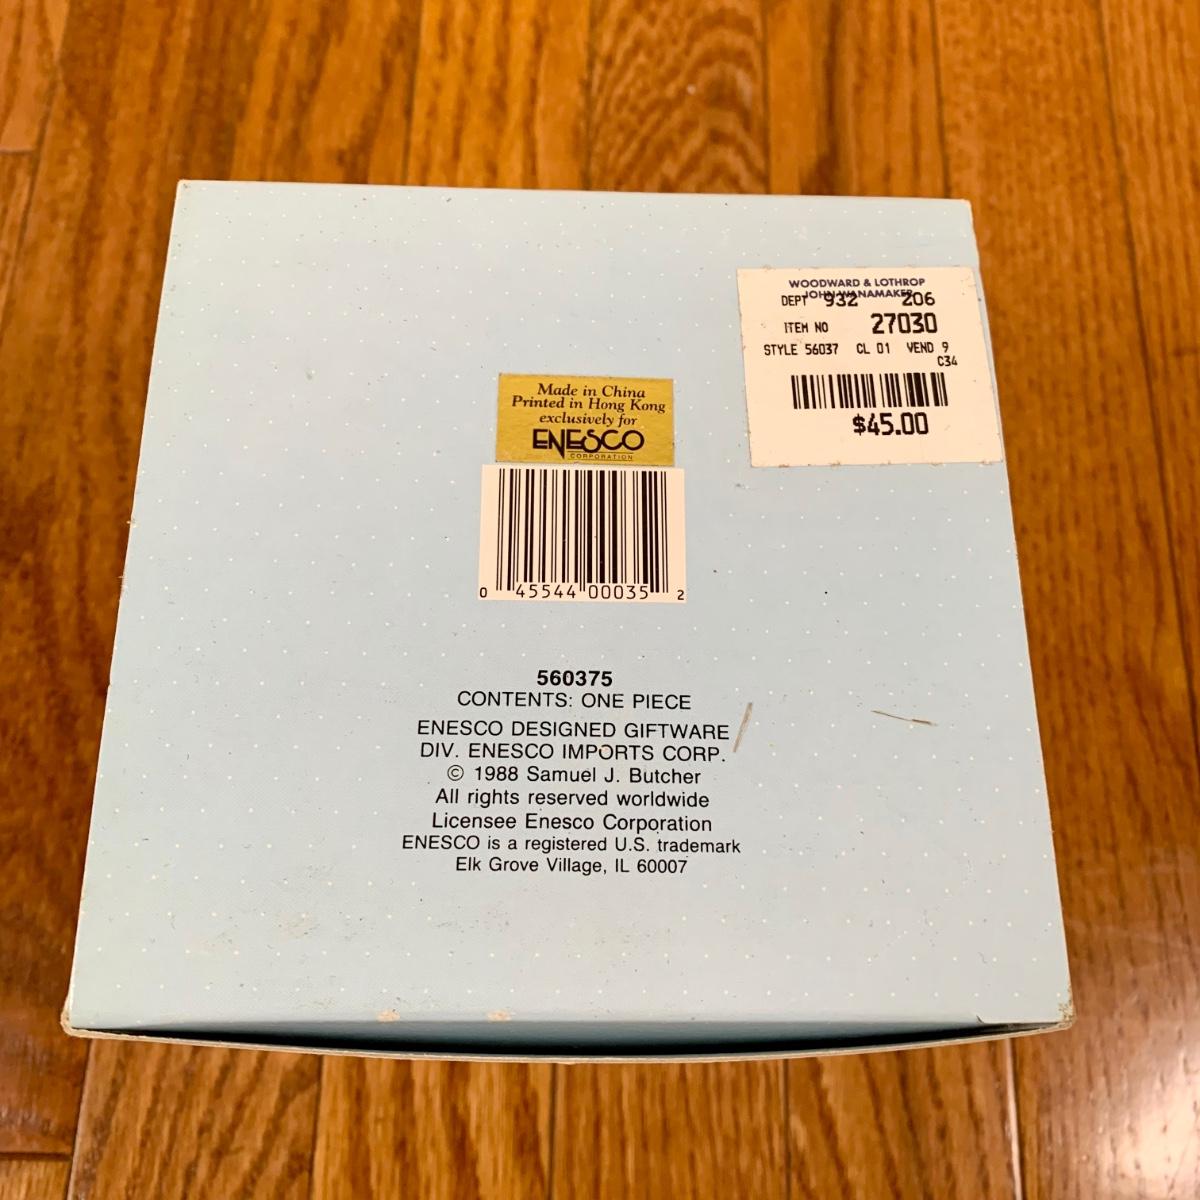 WOODWARD & LOTHROP
JOHN WANAMAKER
DEPT 932 206
ITEM NO 27030
STYLE 56037 CL 01 VEND 9
C34
$45.00
Made in China
Printed in Hong Kong
exclusively for
ENESCO
CORPORATION
0 45544 00035 2
560375
CONTENTS: ONE PIECE
ENESCO DESIGNED GIFTWARE
DIV. ENESCO IMPORTS CORP.
© 1988 Samuel J. Butcher
All rights reserved worldwide
Licensee Enesco Corporation
ENESCO is a registered U.S. trademark
Elk Grove Village, IL 60007